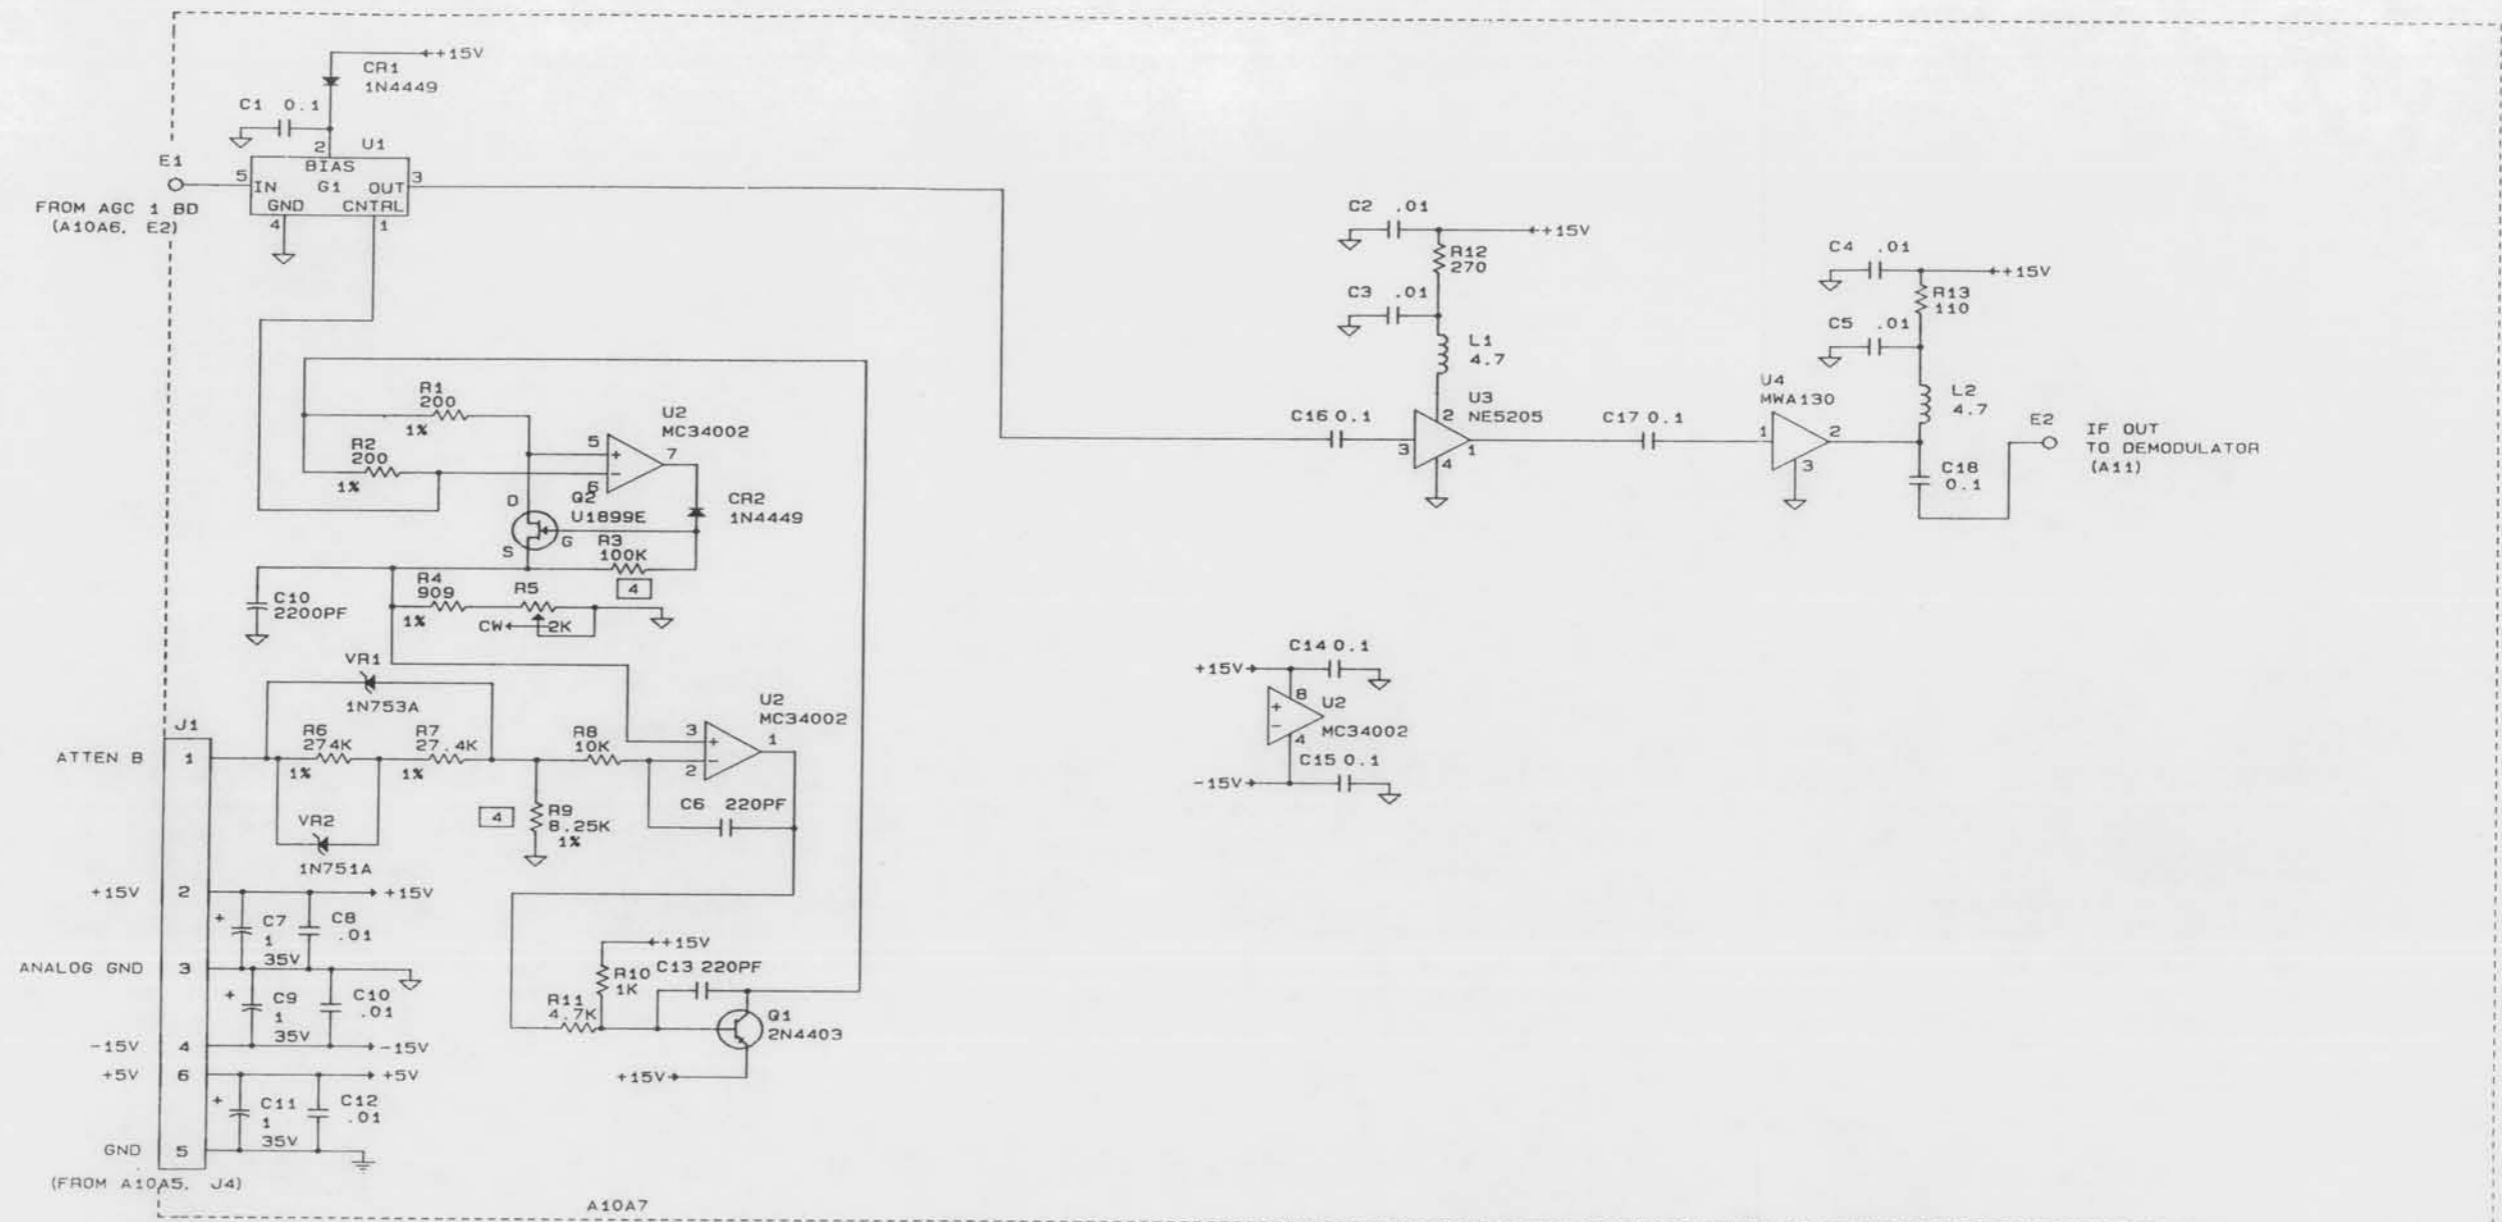 +15V
CR1
1N4449
C1 0.1
2
U1
BIAS
E1
5
IN
G1
OUT
3
GND
CNTRL
4
1
FROM AGC 1 BD
(A10A6, E2)
C2 .01
+15V
R12
270
C3 .01
L1
4.7
C4 .01
+15V
R13
110
C5 .01
L2
4.7
R1
200
1%
R2
200
1%
U2
MC34002
5
+
7
-
6
D
Q2
U1899E
G
S
CR2
1N4449
R3
100K
4
C10
2200PF
R4
909
1%
R5
CW
2K
C16 0.1
U3
NE5205
2
3
1
4
C17 0.1
U4
MWA130
1
2
3
C18
0.1
E2
IF OUT
TO DEMODULATOR
(A11)
VR1
1N753A
J1
ATTEN B
1
R6
274K
1%
R7
27.4K
1%
VR2
1N751A
R8
10K
U2
MC34002
3
+
1
-
2
C6 220PF
4
R9
8.25K
1%
C14 0.1
+15V
8
U2
+
-
MC34002
4
C15 0.1
-15V
+15V
2
+15V
+
C7
1
35V
C8
.01
ANALOG GND
3
+
C9
1
35V
C10
.01
-15V
4
-15V
+5V
6
+5V
+
C11
1
35V
C12
.01
GND
5
(FROM A10A5, J4)
+15V
R10
1K
C13 220PF
R11
4.7K
Q1
2N4403
+15V
A10A7